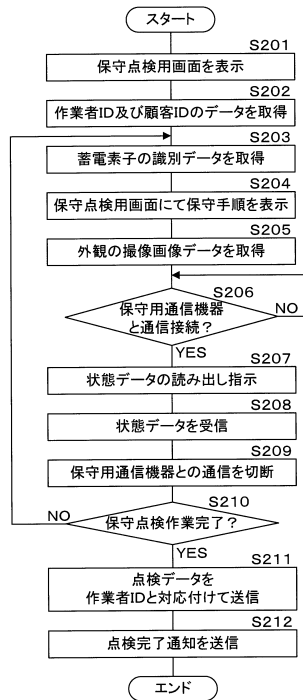 スタート
S201
保守点検用画面を表示
S202
作業者ID及び顧客IDのデータを取得
S203
蓄電素子の識別データを取得
S204
保守点検用画面にて保守手順を表示
S205
外観の撮像画像データを取得
S206
保守用通信機器
と通信接続?
NO
YES
S207
状態データの読み出し指示
S208
状態データを受信
S209
保守用通信機器との通信を切断
S210
NO
保守点検作業完了?
YES
S211
点検データを
作業者IDと対応付けて送信
S212
点検完了通知を送信
エンド